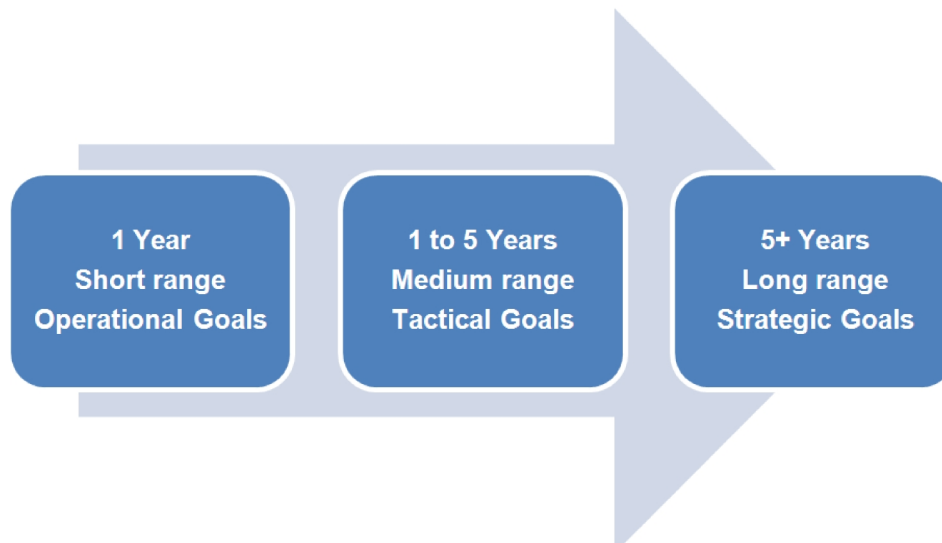 1 Year
Short range
Operational Goals
1 to 5 Years
Medium range
Tactical Goals
5+ Years
Long range
Strategic Goals